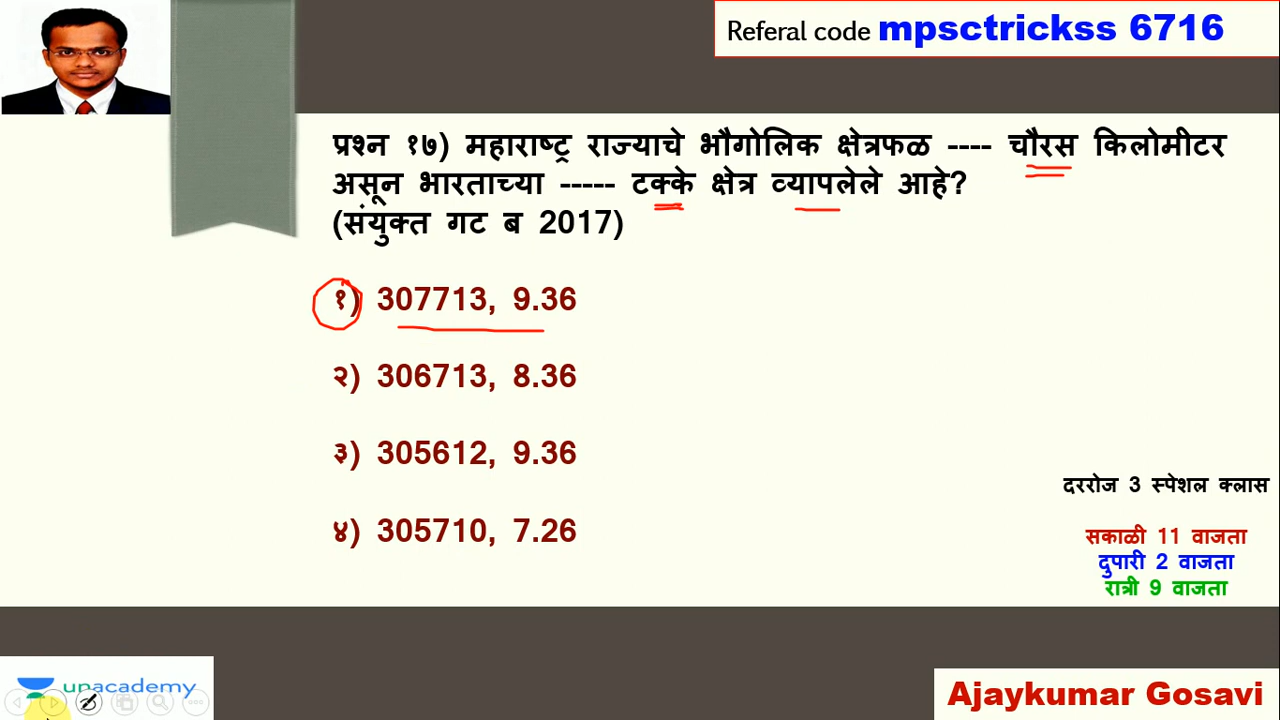 Referal code mpsctrickss 6716
प्रश्न १७) महाराष्ट्र राज्याचे भौगोलिक क्षेत्रफळ ---- चौरस किलोमीटर
असून भारताच्या ----- टक्के क्षेत्र व्यापलेले आहे?
(संयुक्त गट ब 2017)
१) 307713, 9.36
२) 306713, 8.36
३) 305612, 9.36
४) 305710, 7.26
दररोज 3 स्पेशल क्लास
सकाळी 11 वाजता
दुपारी 2 वाजता
रात्री 9 वाजता
unacademy
Ajaykumar Gosavi